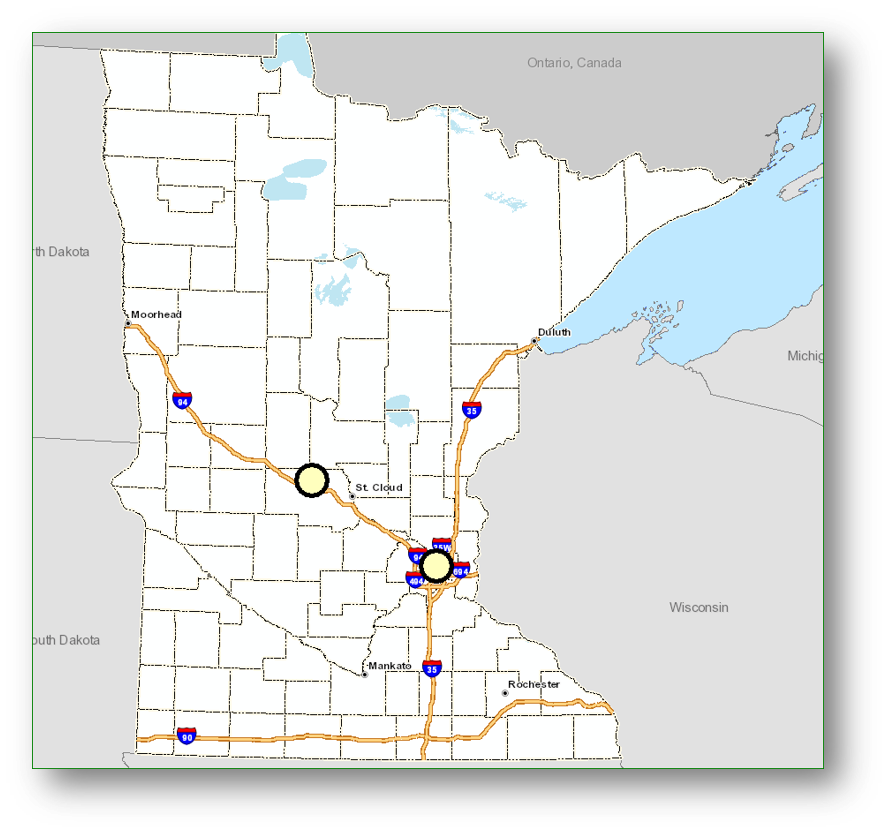 Ontario, Canada
th Dakota
Moorhead
Duluth
Michig
94
35
St. Cloud
35W
94
694
494
Wisconsin
outh Dakota
Mankato
35
Rochester
90